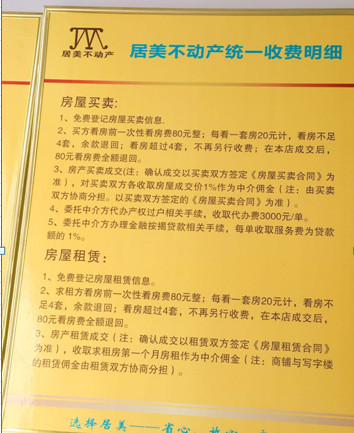 居美不动产
居美不动产统一收费明细
房屋买卖:
1、免费登记房屋买卖信息.
2、买方看房前一次性看房费80元整;每看一套房20元计,看房不足
4套,余款退回;看房超过4套,不再另行收费;在本店成交后,
80元看房费全额退回。
3、房产买卖成交(注:确认成交以买卖双方签定《房屋买卖合同》为
准),对买卖双方各收取房屋成交价1%作为中介佣金(注:由买卖
双方协商分担。以买卖双方签定的《房屋买卖合同》为准)。
4、委托中介方代办产权过户相关手续,收取代办费3000元/单。
5、委托中介方办理金融按揭贷款相关手续,每单收取服务费为贷款
额的 1%。
房屋租赁:
1、免费登记房屋租赁信息。
2、求租方看房前一次性看房费80元整;每看一套房20元计,看房不
足4套,余款退回;看房超过4套,不再另行收费;在本店成交后,
80元看房费全额退回。
3、房产租赁成交(注:确认成交以租赁双方签定《房屋租赁合同》
为准),收取求租房第一个月房租作为中介佣金(注:商铺与写字楼
的租赁佣金由租赁双方协商分担)。
选择居美——省心